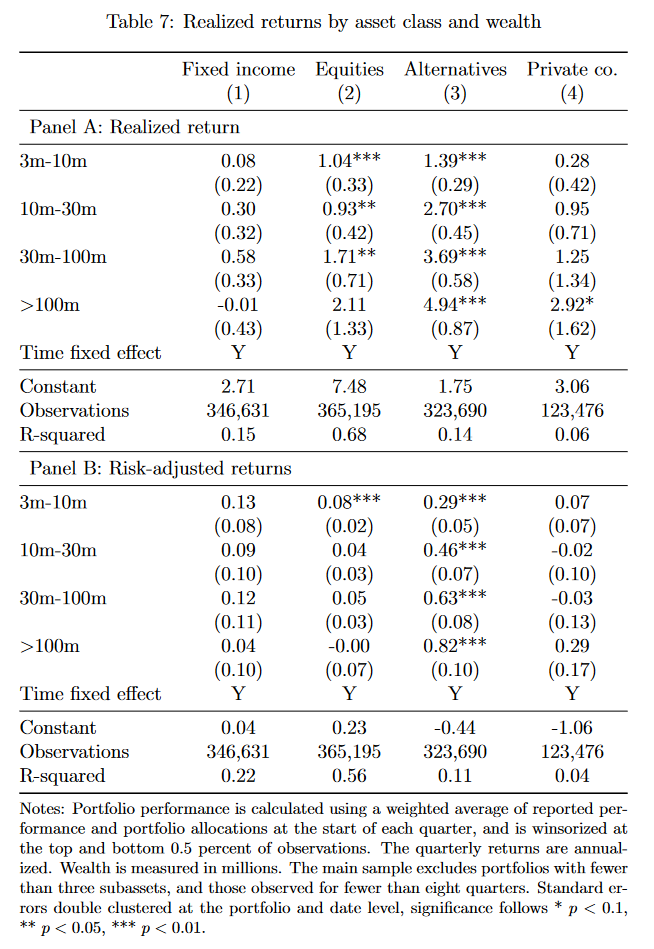 Table 7: Realized returns by asset class and wealth
Fixed income Equities Alternatives Private co.
(1) (2) (3) (4)
Panel A: Realized return
3m-10m 0.08 1.04*** 1.39*** 0.28
(0.22) (0.33) (0.29) (0.42)
10m-30m 0.30 0.93** 2.70*** 0.95
(0.32) (0.42) (0.45) (0.71)
30m-100m 0.58 1.71** 3.69*** 1.25
(0.33) (0.71) (0.58) (1.34)
>100m -0.01 2.11 4.94*** 2.92*
(0.43) (1.33) (0.87) (1.62)
Time fixed effect Y Y Y Y
Constant 2.71 7.48 1.75 3.06
Observations 346,631 365,195 323,690 123,476
R-squared 0.15 0.68 0.14 0.06
Panel B: Risk-adjusted returns
3m-10m 0.13 0.08*** 0.29*** 0.07
(0.08) (0.02) (0.05) (0.07)
10m-30m 0.09 0.04 0.46*** -0.02
(0.10) (0.03) (0.07) (0.10)
30m-100m 0.12 0.05 0.63*** -0.03
(0.11) (0.03) (0.08) (0.13)
>100m 0.04 -0.00 0.82*** 0.29
(0.10) (0.07) (0.10) (0.17)
Time fixed effect Y Y Y Y
Constant 0.04 0.23 -0.44 -1.06
Observations 346,631 365,195 323,690 123,476
R-squared 0.22 0.56 0.11 0.04
Notes: Portfolio performance is calculated using a weighted average of reported per-
formance and portfolio allocations at the start of each quarter, and is winsorized at
the top and bottom 0.5 percent of observations. The quarterly returns are annual-
ized. Wealth is measured in millions. The main sample excludes portfolios with fewer
than three subassets, and those observed for fewer than eight quarters. Standard er-
rors double clustered at the portfolio and date level, significance follows * p < 0.1,
** p < 0.05, *** p < 0.01.